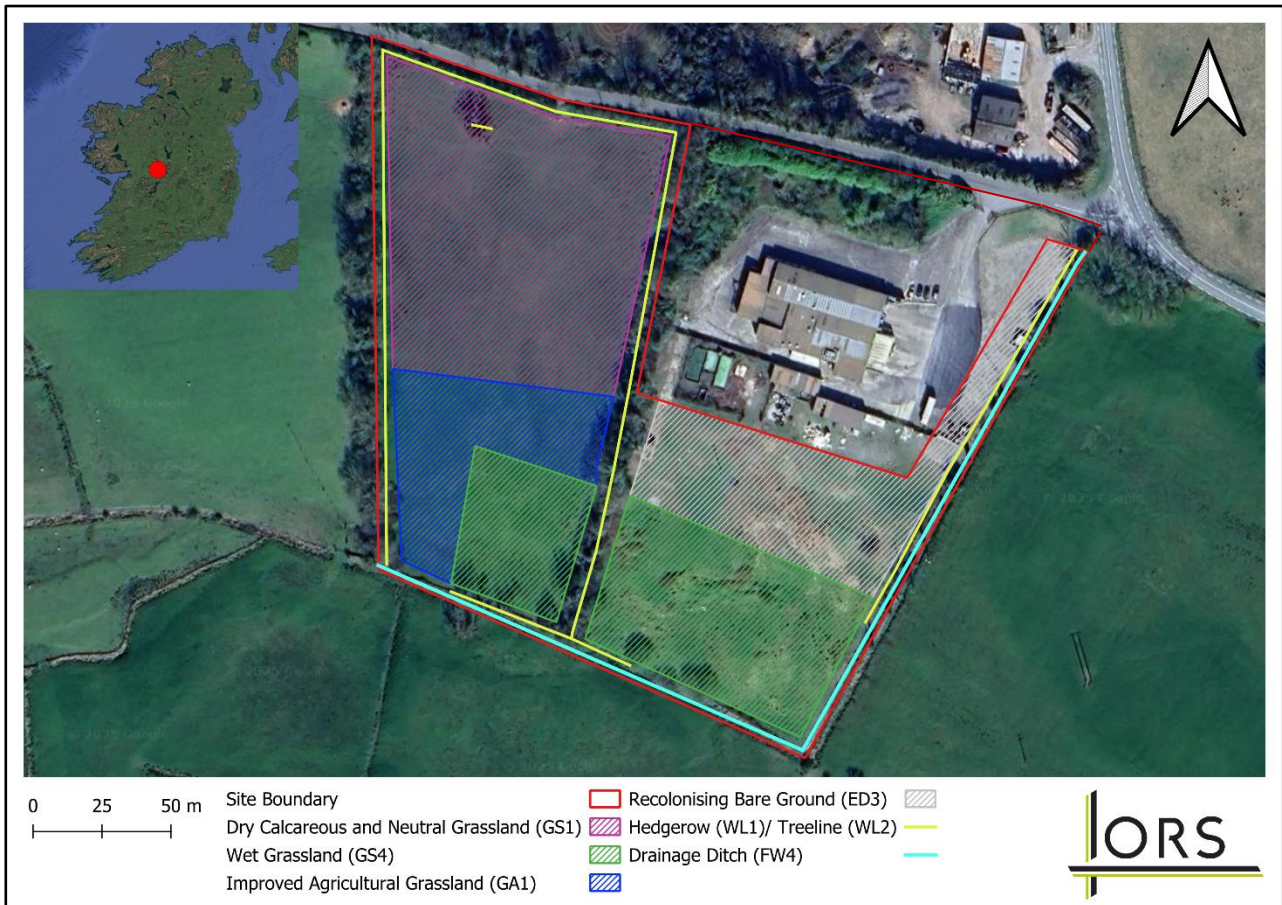 0 25 50 m
Site Boundary
Dry Calcareous and Neutral Grassland (GS1)
Wet Grassland (GS4)
Improved Agricultural Grassland (GA1)
Recolonising Bare Ground (ED3)
Hedgerow (WL1)/ Treeline (WL2)
Drainage Ditch (FW4)
JORS